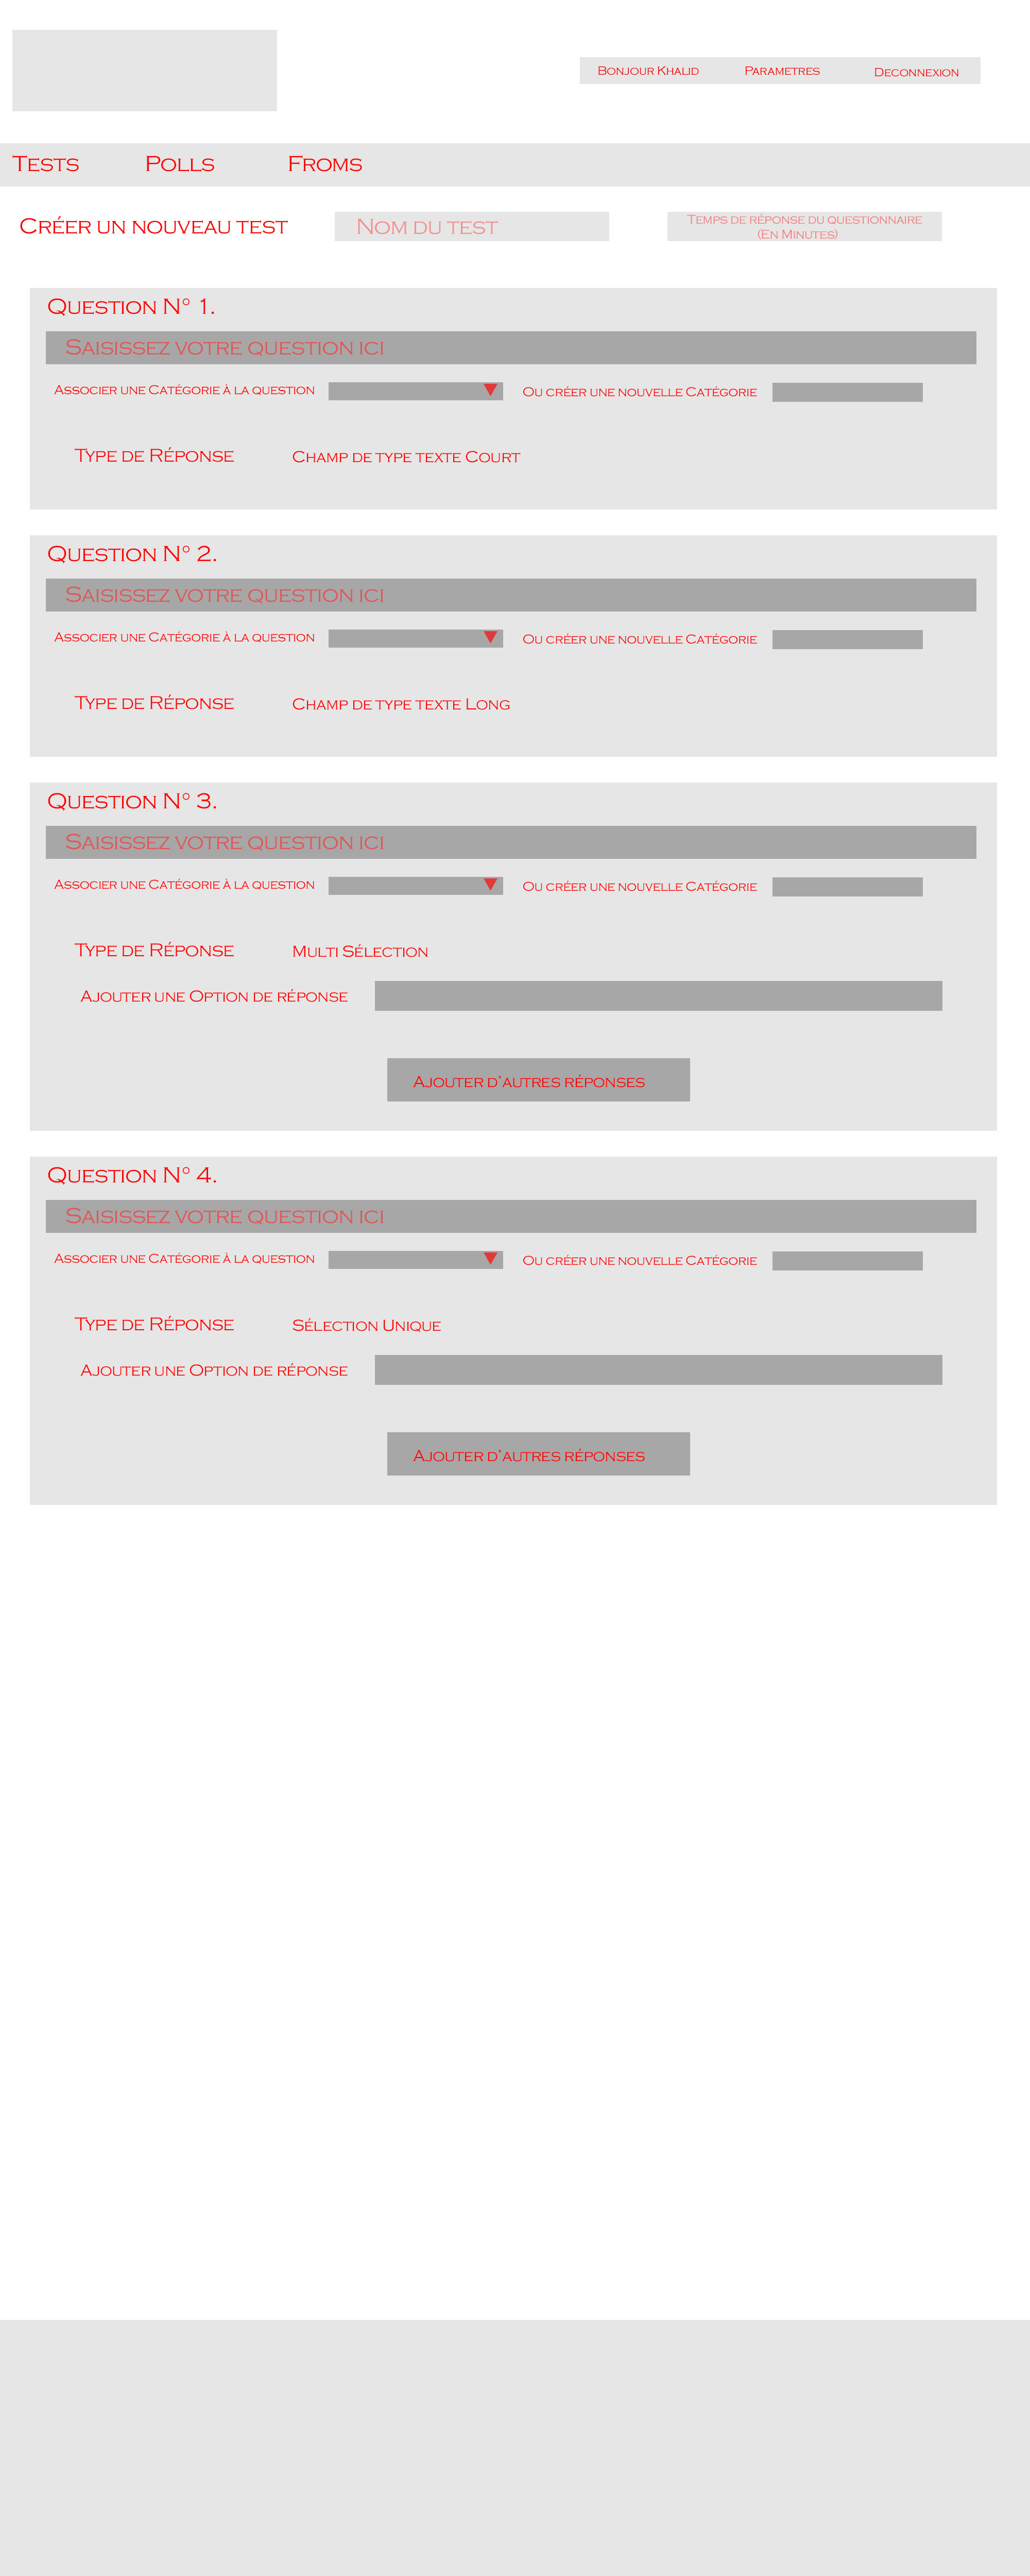 Bonjour Khalid Parametres Deconnexion
Tests Polls Froms
Créer un nouveau test
Nom du test
Temps de réponse du questionnaire
(En Minutes)
Question N° 1.
Saisissez votre question ici
Associer une Catégorie à la question
Ou créer une nouvelle Catégorie
Type de Réponse
Champ de type texte Court
Question N° 2.
Saisissez votre question ici
Associer une Catégorie à la question
Ou créer une nouvelle Catégorie
Type de Réponse
Champ de type texte Long
Question N° 3.
Saisissez votre question ici
Associer une Catégorie à la question
Ou créer une nouvelle Catégorie
Type de Réponse
Multi Sélection
Ajouter une Option de réponse
Ajouter d'autres réponses
Question N° 4.
Saisissez votre question ici
Associer une Catégorie à la question
Ou créer une nouvelle Catégorie
Type de Réponse
Sélection Unique
Ajouter une Option de réponse
Ajouter d'autres réponses